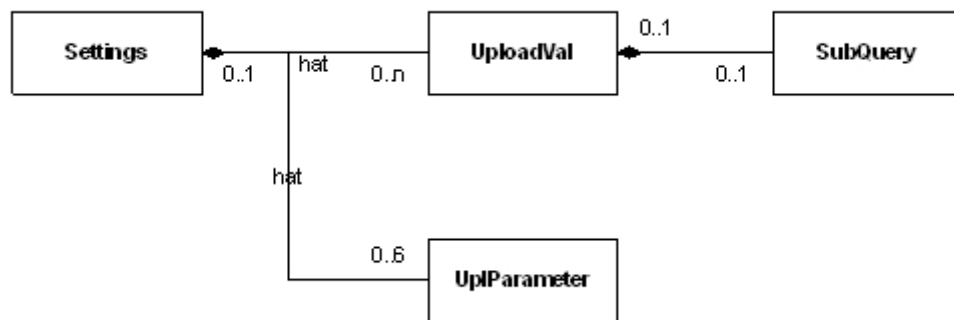 Settings
0..1
hat
0..n
UploadVal
0..1
0..1
SubQuery
hat
0..6
UplParameter